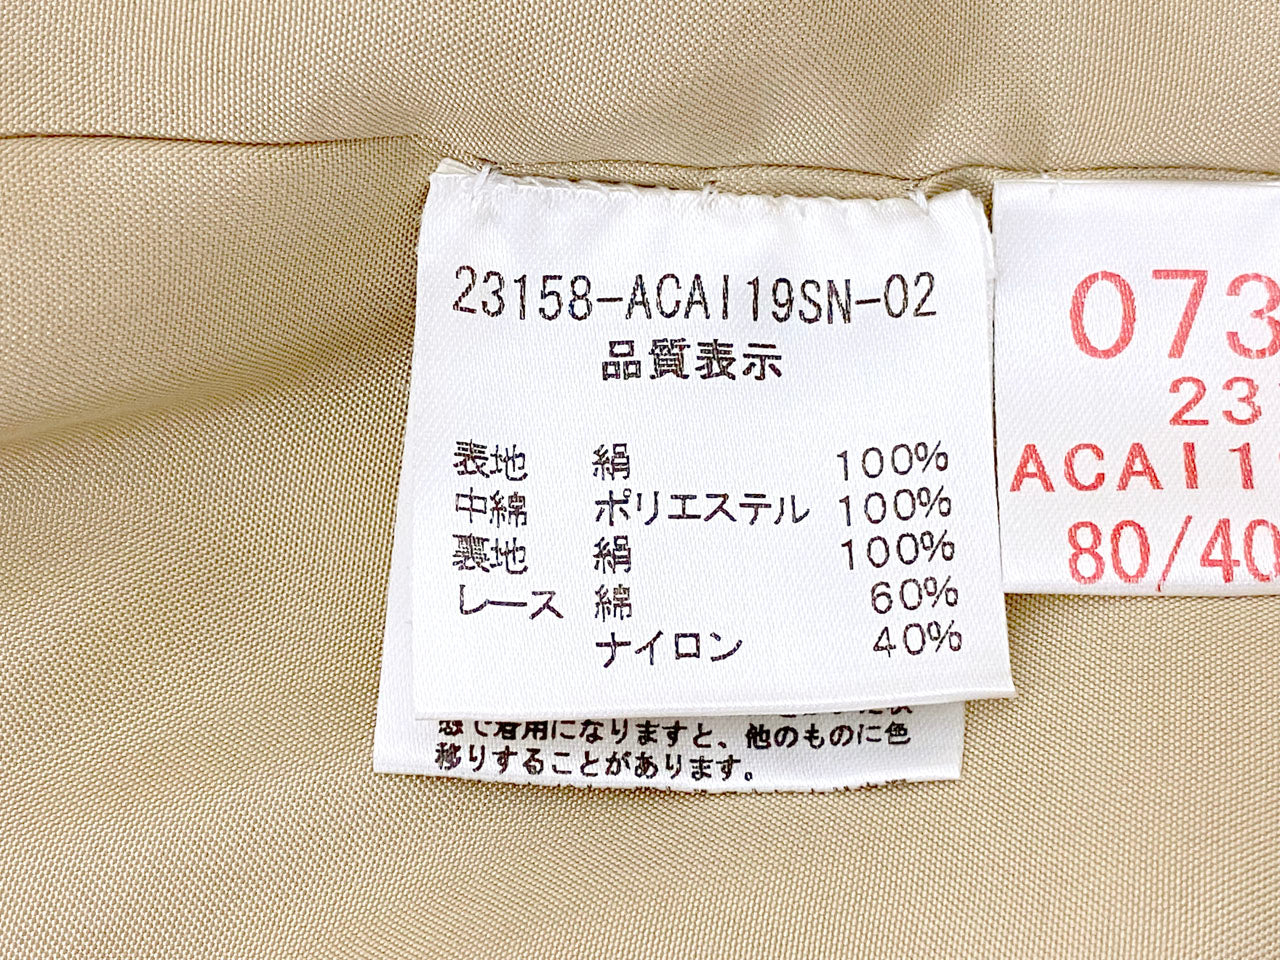 23158-ACAI19SN-02
品質表示
表地 絹 100%
中綿 ポリエステル 100%
裏地 絹 100%
レース 綿 60%
ナイロン 40%
態で着用になりますと、他のものに色
移りすることがあります。
073
23
ACAI1
80/40